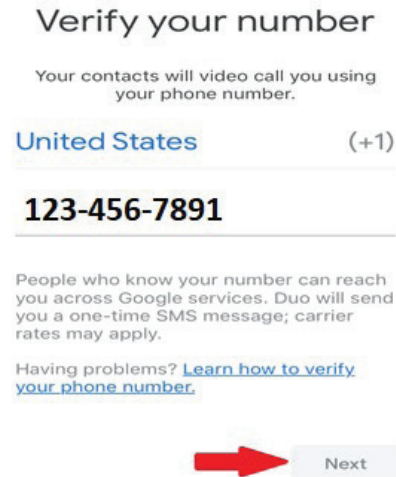 Verify your number
Your contacts will video call you using
your phone number.
United States (+1)
123-456-7891
People who know your number can reach
you across Google services. Duo will send
you a one-time SMS message; carrier
rates may apply.
Having problems? Learn how to verify
your phone number.
Next